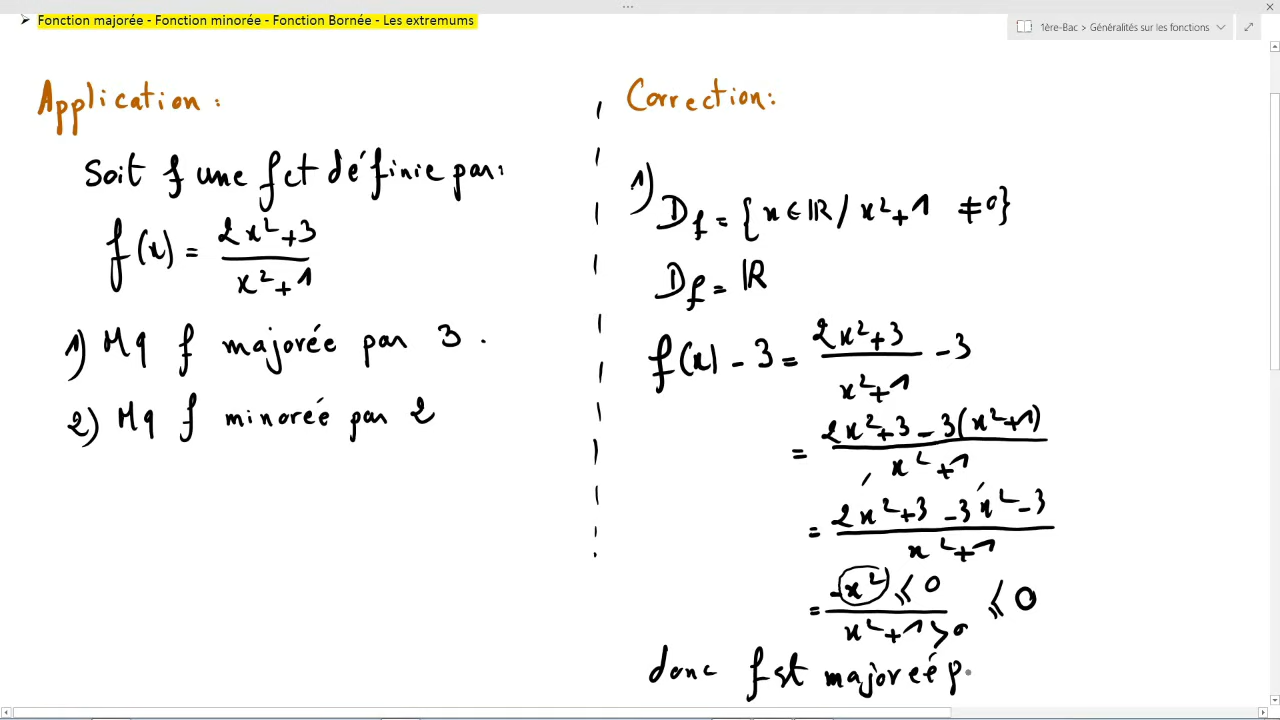 Fonction majorée - Fonction minorée - Fonction Bornée - Les extremums
1ère-Bac > Généralités sur les fonctions
Application:
Soit f une fct définie par:
f(x) = (2x²+3)/(x²+1)
1) Mq f majorée par 3.
2) Mq f minorée par 2
Correction:
1)
Df = {x ∈ ℝ / x²+1 ≠0}
Df = ℝ
f(x) - 3 = (2x²+3)/(x²+1) - 3
= (2x²+3 - 3(x²+1))/(x²+1)
= (2x²+3 - 3x² - 3)/(x²+1)
= (-x² ⩽ 0)/(x²+1 > 0) ⩽ 0
donc f est majoreéé p